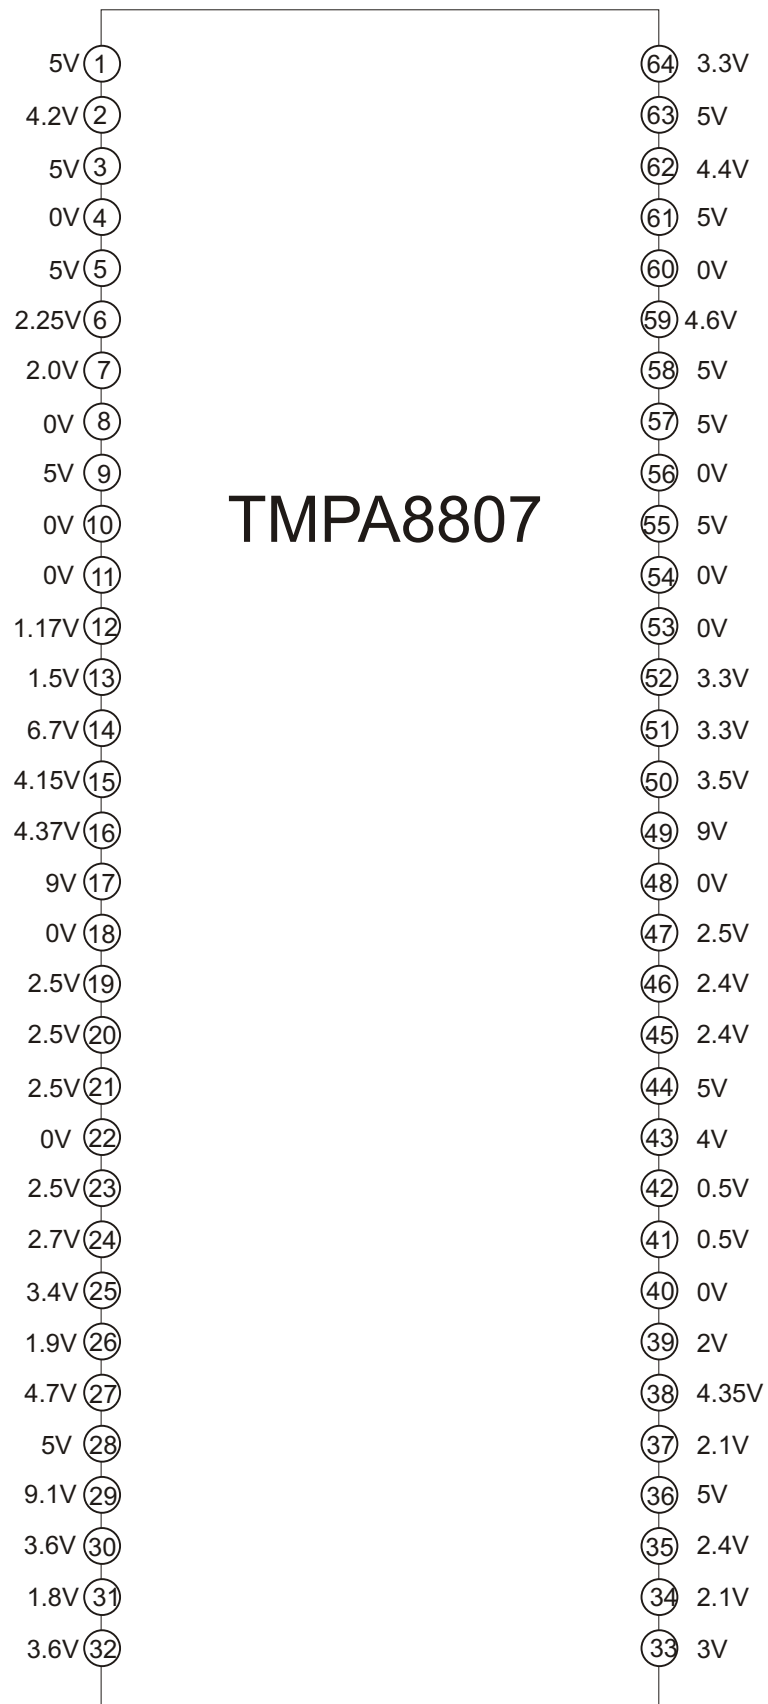 5V 1 64 3.3V
4.2V 2 63 5V
5V 3 62 4.4V
0V 4 61 5V
5V 5 60 0V
2.25V 6 59 4.6V
2.0V 7 58 5V
0V 8 57 5V
5V 9 56 0V
0V 10 TMPA8807 55 5V
0V 11 54 0V
1.17V 12 53 0V
1.5V 13 52 3.3V
6.7V 14 51 3.3V
4.15V 15 50 3.5V
4.37V 16 49 9V
9V 17 48 0V
0V 18 47 2.5V
2.5V 19 46 2.4V
2.5V 20 45 2.4V
2.5V 21 44 5V
0V 22 43 4V
2.5V 23 42 0.5V
2.7V 24 41 0.5V
3.4V 25 40 0V
1.9V 26 39 2V
4.7V 27 38 4.35V
5V 28 37 2.1V
9.1V 29 36 5V
3.6V 30 35 2.4V
1.8V 31 34 2.1V
3.6V 32 33 3V